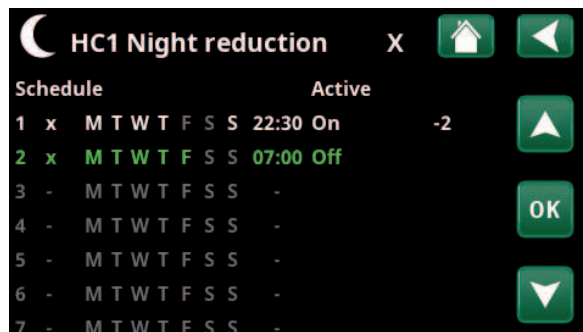 HC1 Night reduction X
Schedule Active
1 x M T W T F S S 22:30 On -2
2 x M T W T F S S 07:00 Off
3 - M T W T F S S -
4 - M T W T F S S -
OK
5 - M T W T F S S -
6 - M T W T F S S -
7 - M T W T F S S -